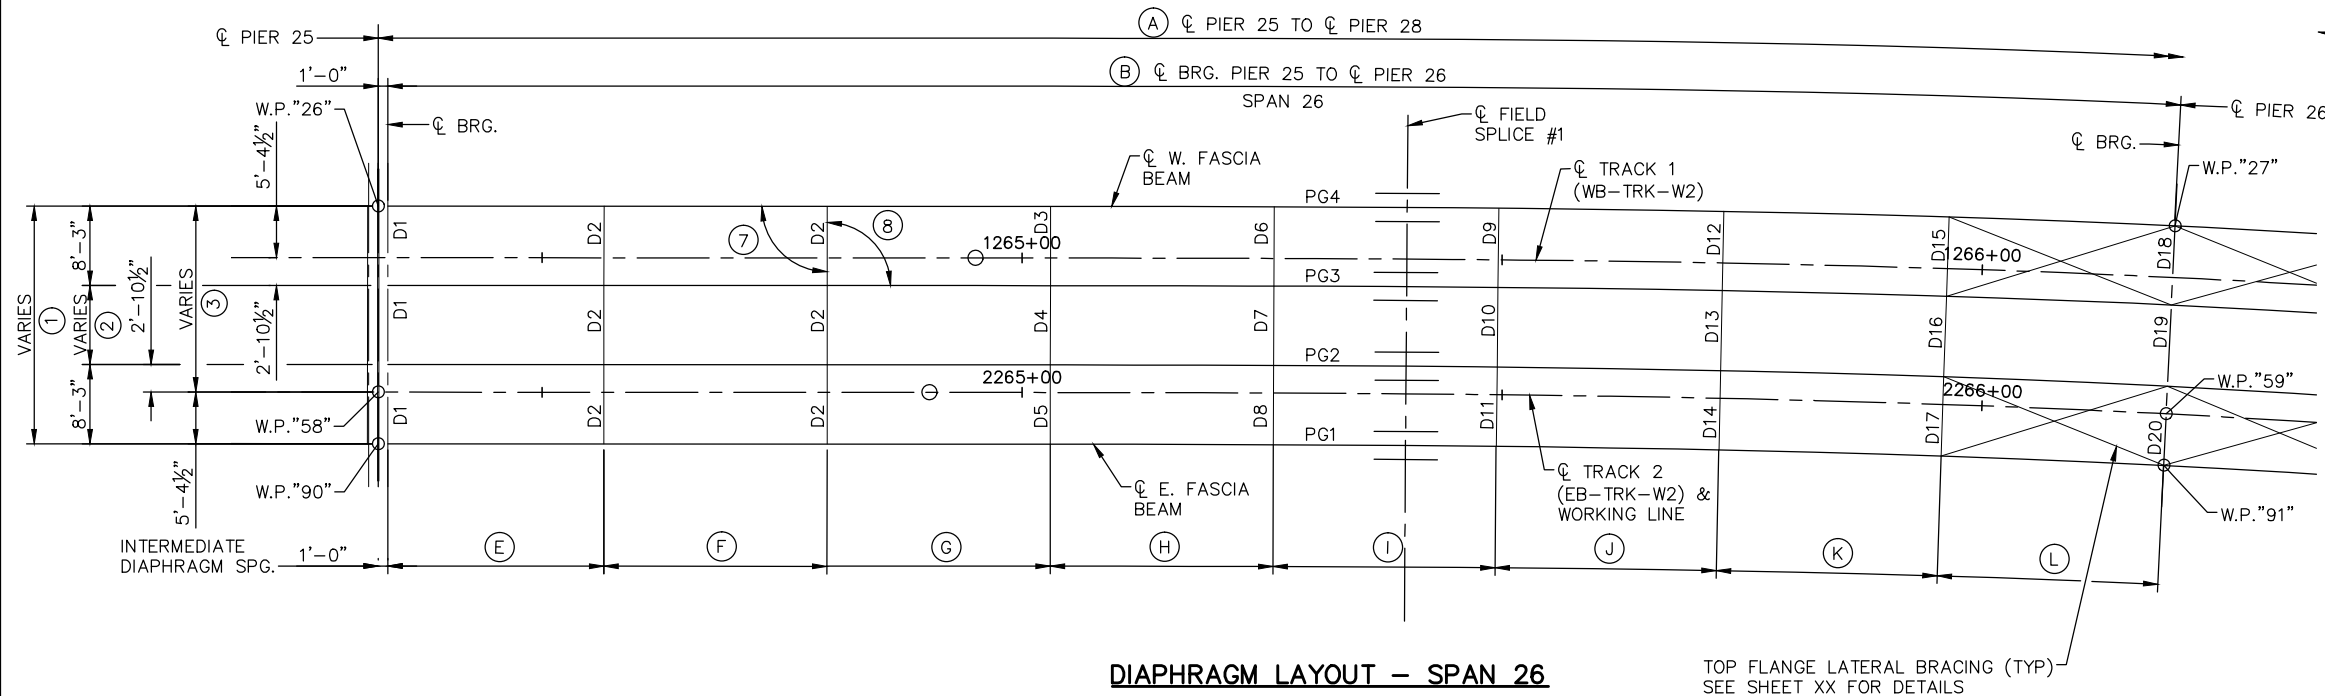 Ⓐ ℄ PIER 25 TO ℄ PIER 28
℄ PIER 25
Ⓑ ℄ BRG. PIER 25 TO ℄ PIER 26
1'-0"
SPAN 26
W.P."26"
℄ BRG.
℄ FIELD
SPLICE #1
℄ PIER 26
℄ BRG.
5'-4½"
℄ W. FASCIA
BEAM
℄ TRACK 1
(WB-TRK-W2)
W.P."27"
PG4
D1
D2
D2
D3
D6
D9
D12
D15
D18
⑦
⑧
1265+00
1266+00
8'-3"
VARIES ①
VARIES ②
2'-10½"
VARIES ③
2'-10½"
8'-3"
PG3
D1
D2
D2
D4
D7
D10
D13
D16
D19
PG2
2265+00
2266+00
W.P."59"
W.P."58"
D1
D2
D2
D5
D8
D11
D14
D17
D20
PG1
W.P."90"
5'-4½"
℄ E. FASCIA
BEAM
℄ TRACK 2
(EB-TRK-W2) &
WORKING LINE
W.P."91"
INTERMEDIATE
DIAPHRAGM SPG.
1'-0"
Ⓔ
Ⓕ
Ⓖ
Ⓗ
Ⓘ
Ⓙ
Ⓚ
Ⓛ
DIAPHRAGM LAYOUT - SPAN 26
TOP FLANGE LATERAL BRACING (TYP)
SEE SHEET XX FOR DETAILS